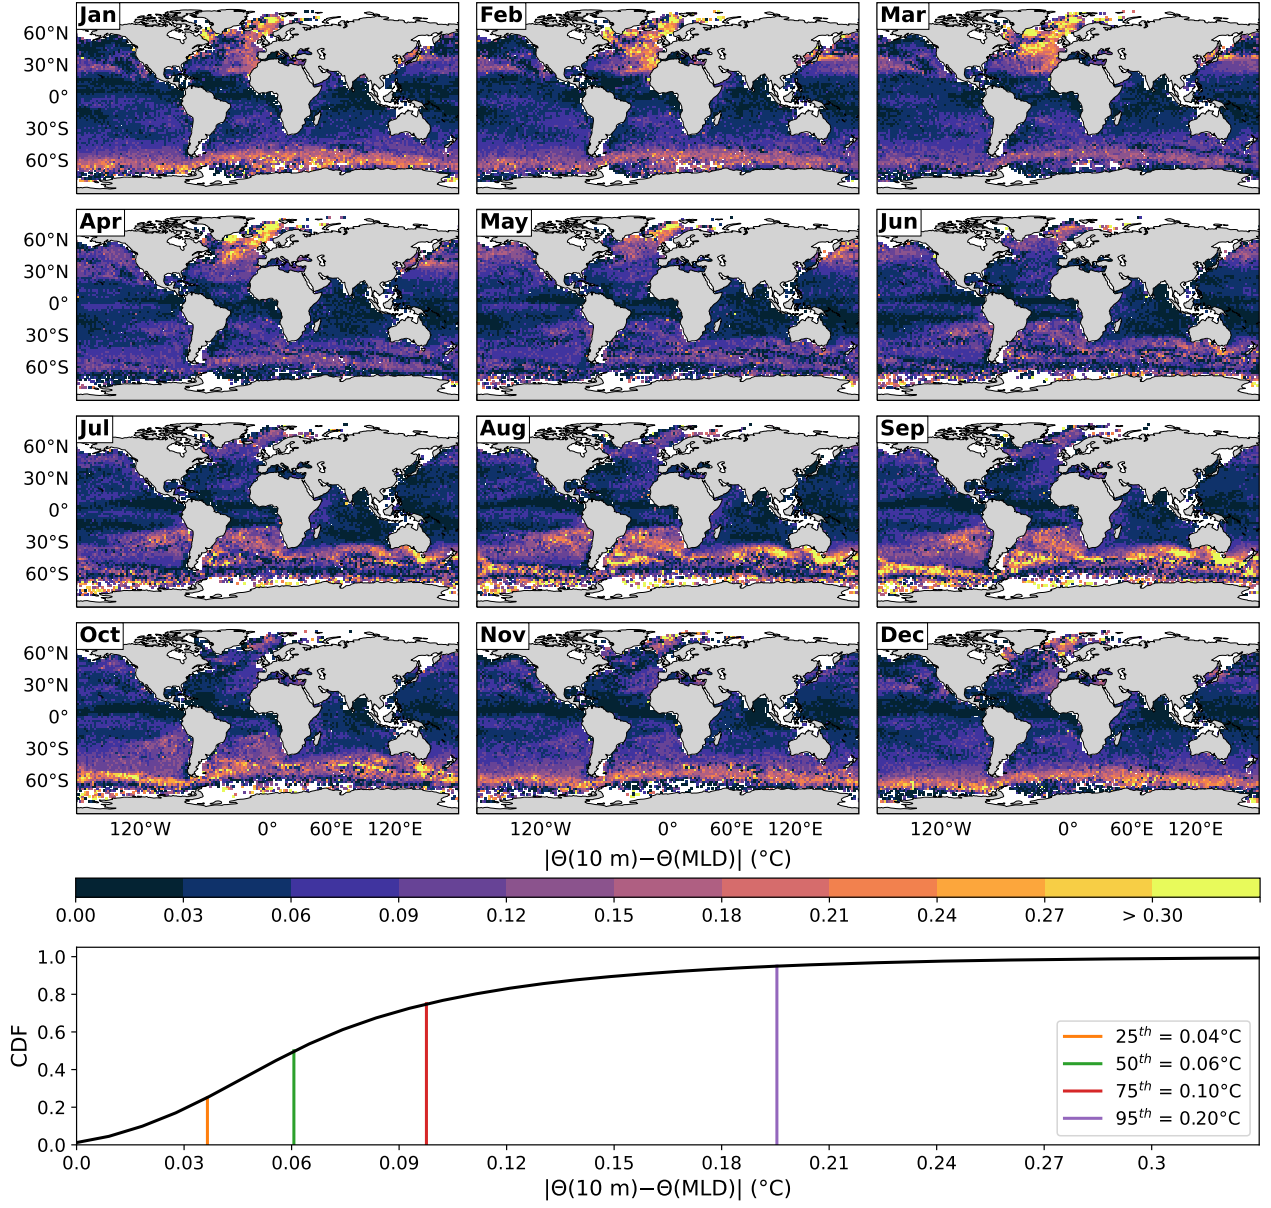 Jan
Feb
Mar
60°N
30°N
0°
30°S
60°S
Apr
May
Jun
60°N
30°N
0°
30°S
60°S
Jul
Aug
Sep
60°N
30°N
0°
30°S
60°S
Oct
Nov
Dec
60°N
30°N
0°
30°S
60°S
120°W 0° 60°E 120°E 120°W 0° 60°E 120°E 120°W 0° 60°E 120°E
|Θ(10 m)−Θ(MLD)| (°C)
0.00 0.03 0.06 0.09 0.12 0.15 0.18 0.21 0.24 0.27 > 0.30
1.0
0.8
0.6
0.4
0.2
0.0
CDF
25th = 0.04°C
50th = 0.06°C
75th = 0.10°C
95th = 0.20°C
0.0 0.03 0.06 0.09 0.12 0.15 0.18 0.21 0.24 0.27 0.3
|Θ(10 m)−Θ(MLD)| (°C)